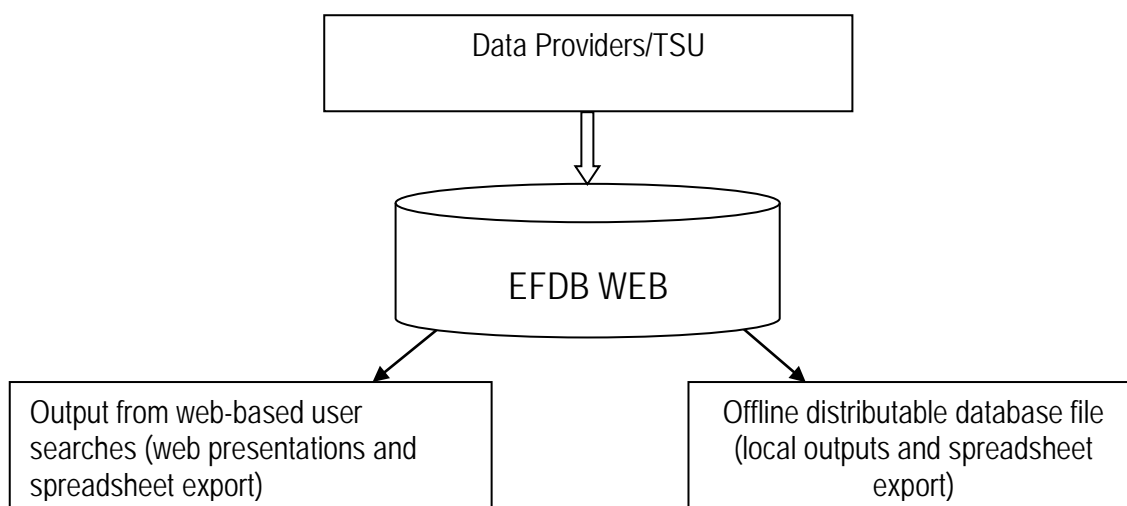 Data Providers/TSU
EFDB WEB
Output from web-based user
searches (web presentations and
spreadsheet export)
Offline distributable database file
(local outputs and spreadsheet
export)